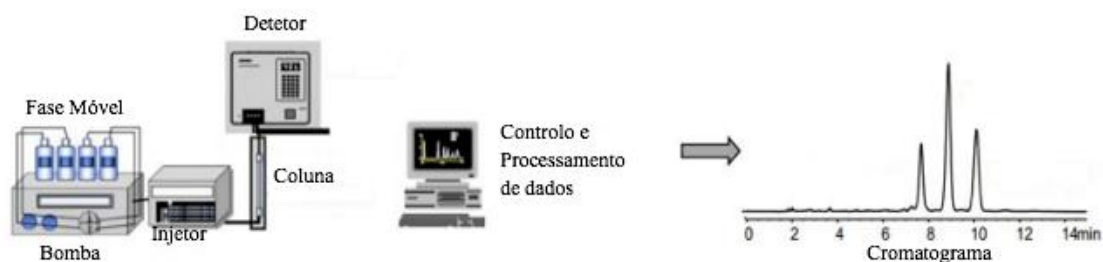 Detetor
Fase Móvel
Coluna
Injetor
Bomba
Controlo e
Processamento
de dados
0 2 4 6 8 10 12 14min
Cromatograma